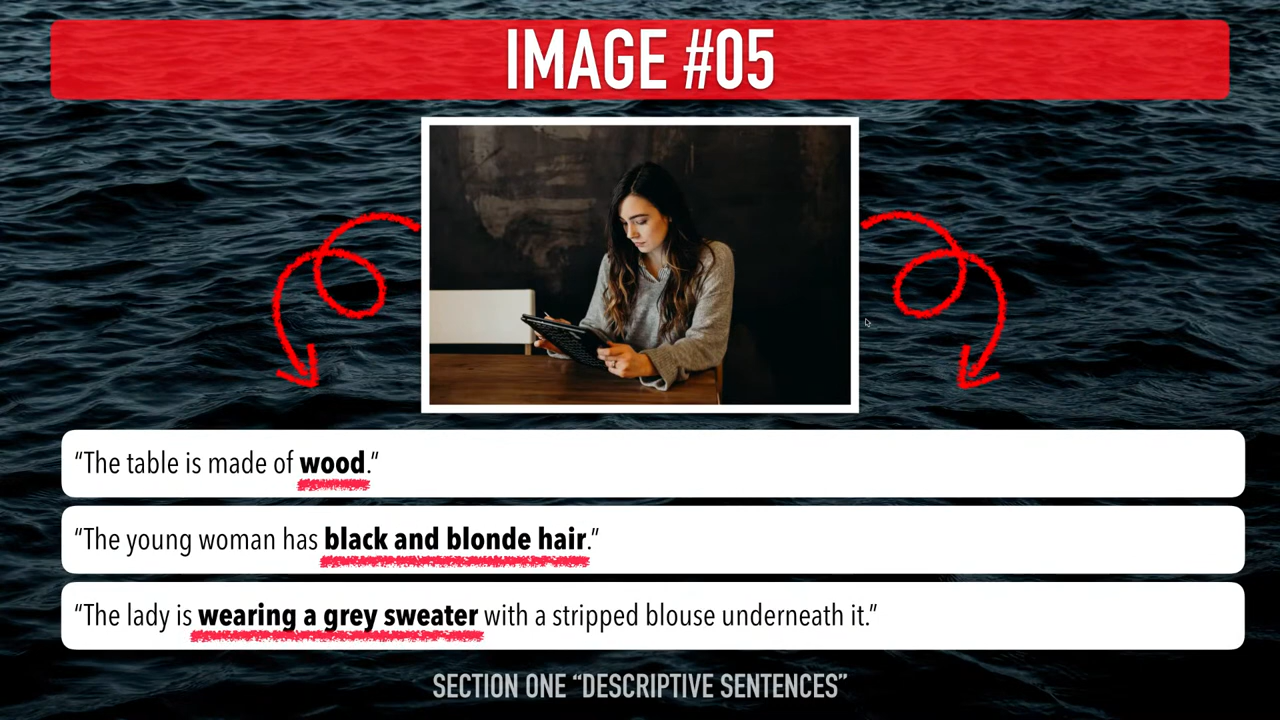 IMAGE #05
“The table is made of wood.”
“The young woman has black and blonde hair.”
“The lady is wearing a grey sweater with a stripped blouse underneath it.”
SECTION ONE “DESCRIPTIVE SENTENCES”